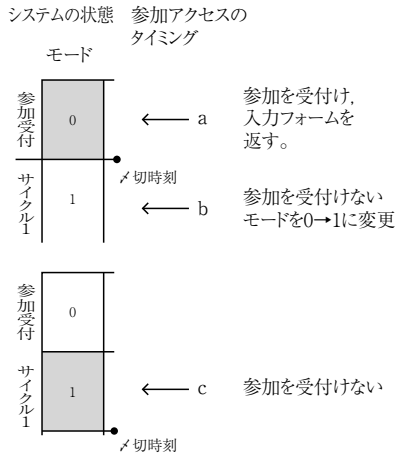 システムの状態
参加アクセスの
タイミング
モード
参加受付
0
a
参加を受付け,
入力フォームを
返す。
〆切時刻
サイクル1
1
b
参加を受付けない
モードを0→1に変更
参加受付
0
サイクル1
1
c
参加を受付けない
〆切時刻